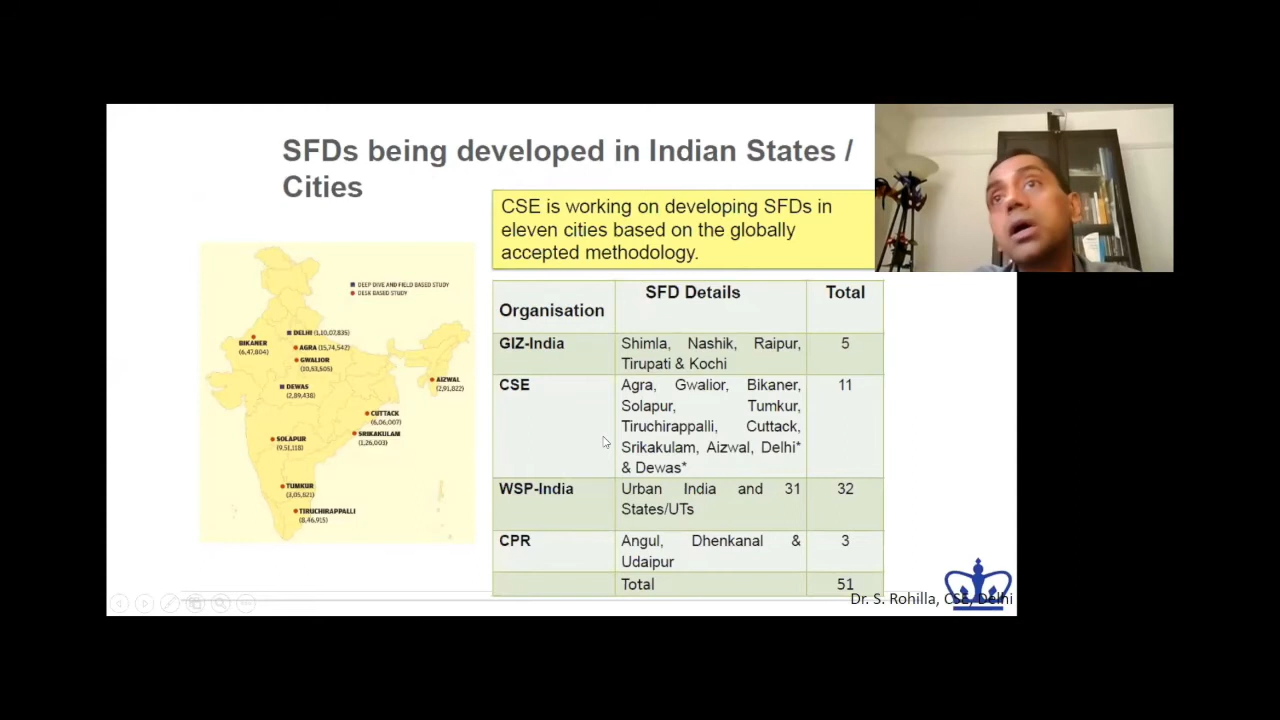 SFDs being developed in Indian States /
Cities
CSE is working on developing SFDs in
eleven cities based on the globally
accepted methodology.
DEEP DIVE AND FIELD BASED STUDY
DESK BASED STUDY
DELHI (1,10,07,835)
BIKANER
(6,47,804)
AGRA (15,74,542)
GWALIOR
(10,53,505)
DEWAS
(2,89,438)
AIZWAL
(2,91,822)
CUTTACK
(6,06,007)
SRIKAKULAM
(1,26,003)
SOLAPUR
(9,51,118)
TUMKUR
(3,05,821)
TIRUCHIRAPPALLI
(8,46,915)
Organisation SFD Details Total
GIZ-India Shimla, Nashik, Raipur, 5
Tirupati & Kochi
CSE Agra, Gwalior, Bikaner, 11
Solapur, Tumkur,
Tiruchirappalli, Cuttack,
Srikakulam, Aizwal, Delhi*
& Dewas*
WSP-India Urban India and 31 32
States/UTs
CPR Angul, Dhenkanal & 3
Udaipur
Total 51
Dr. S. Rohilla, CSE, Delhi